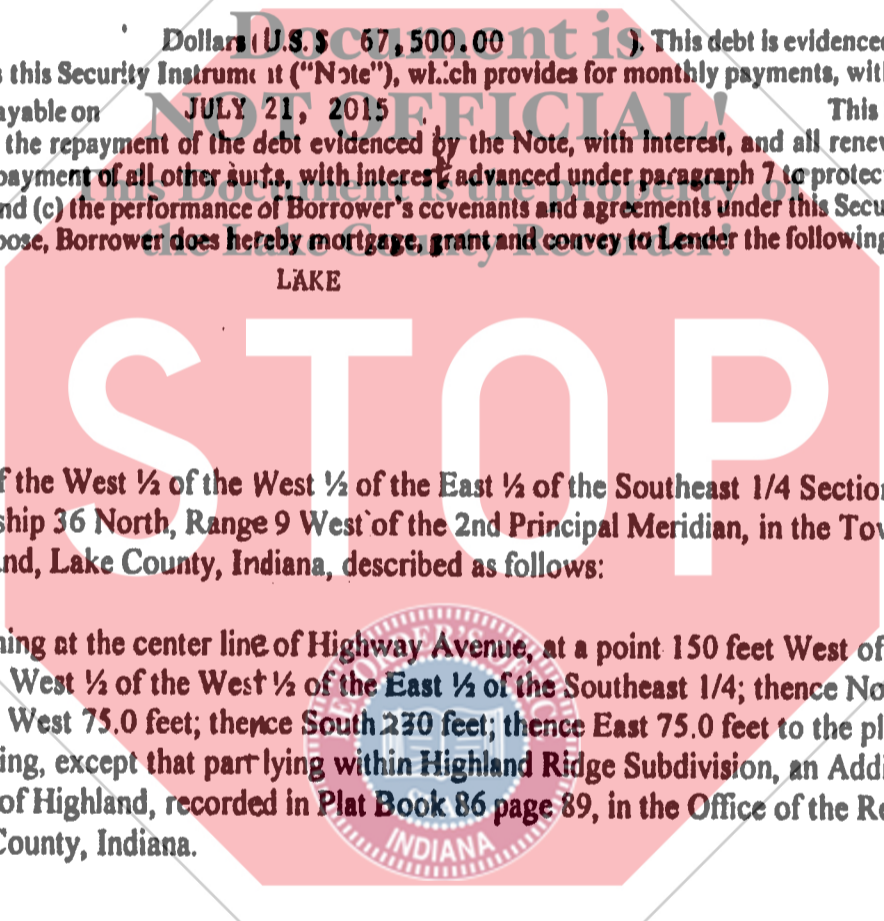 Dollars (U.S. $ 67,500.00 ). This debt is evidenced
this Security Instrument ("Note"), which provides for monthly payments, with
ayable on JULY 21, 2015 . This
the repayment of the debt evidenced by the Note, with interest, and all renew
payment of all other sums, with interest, advanced under paragraph 7 to protect
nd (c) the performance of Borrower's covenants and agreements under this Secu
pose, Borrower does hereby mortgage, grant and convey to Lender the following
LAKE
Document is
NOT OFFICIAL!
This Document is the property of
the Lake County Recorder!
STOP
f the West ½ of the West ½ of the East ½ of the Southeast 1/4 Section
ship 36 North, Range 9 West of the 2nd Principal Meridian, in the Tow
nd, Lake County, Indiana, described as follows:
ning at the center line of Highway Avenue, at a point 150 feet West of
West ½ of the West ½ of the East ½ of the Southeast 1/4; thence No
West 75.0 feet; thence South 230 feet; thence East 75.0 feet to the pl
ing, except that part lying within Highland Ridge Subdivision, an Addi
of Highland, recorded in Plat Book 86 page 89, in the Office of the Re
County, Indiana.
RECORDER'S OFFICE
SEAL
INDIANA